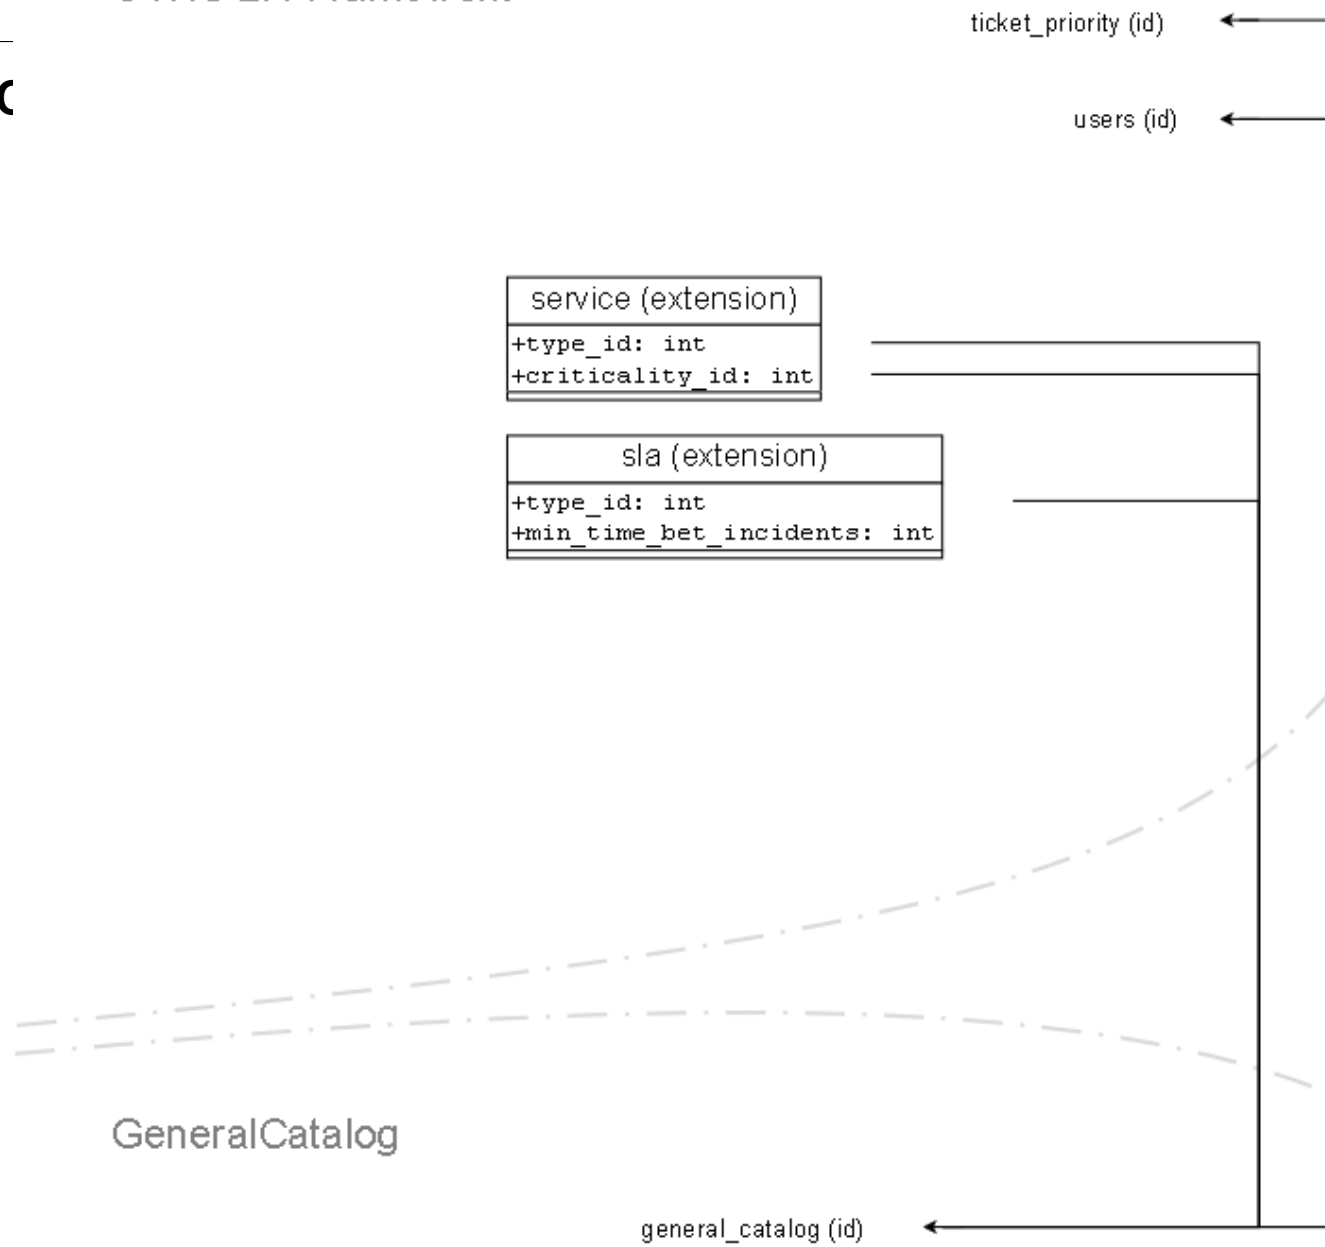 ticket_priority (id)
users (id)
service (extension)
+type_id: int
+criticality_id: int
sla (extension)
+type_id: int
+min_time_bet_incidents: int
GeneralCatalog
general_catalog (id)